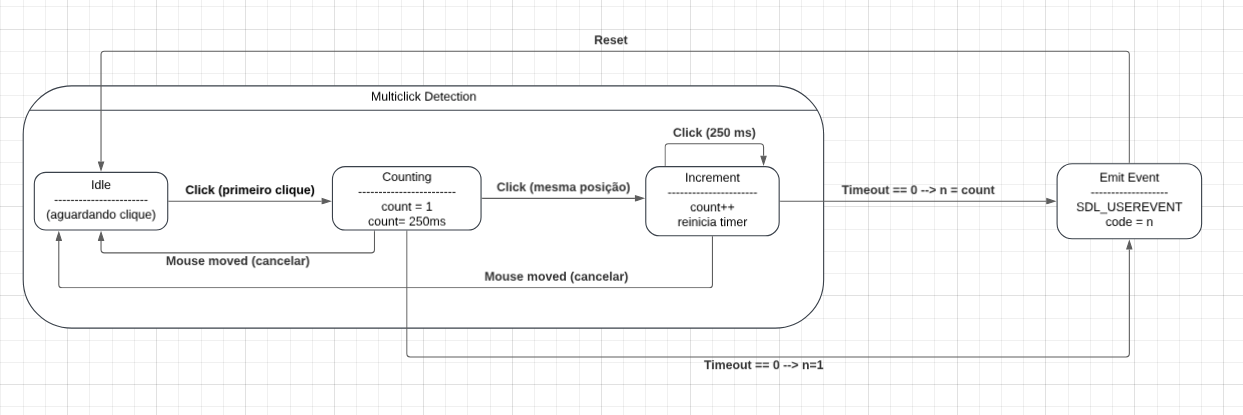 Reset
Multiclick Detection
Idle
------------------------
(aguardando clique)
Click (primeiro clique)
Counting
-------------------------
count = 1
count= 250ms
Click (mesma posição)
Click (250 ms)
Increment
-----------------------
count++
reinicia timer
Timeout == 0 --> n = count
Emit Event
--------------------
SDL_USEREVENT
code = n
Mouse moved (cancelar)
Mouse moved (cancelar)
Timeout == 0 --> n=1